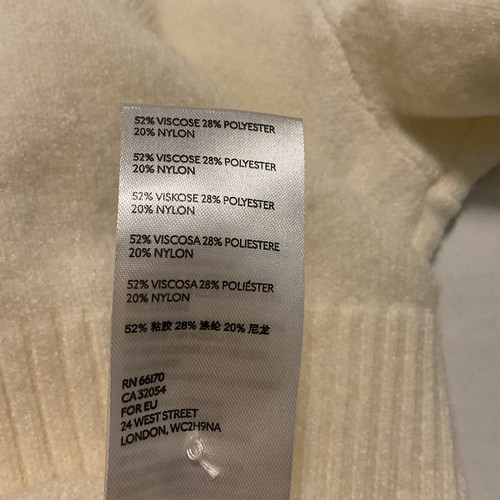 52% VISCOSE 28% POLYESTER
20% NYLON
52% VISCOSE 28% POLYESTER
20% NYLON
52% VISKOSE 28% POLYESTER
20% NYLON
52% VISCOSA 28% POLIESTERE
20% NYLON
52% VISCOSA 28% POLIÉSTER
20% NYLON
52% 粘胶 28% 涤纶 20% 尼龙
RN 66170
CA 32054
FOR EU
24 WEST STREET
LONDON, WC2H9NA